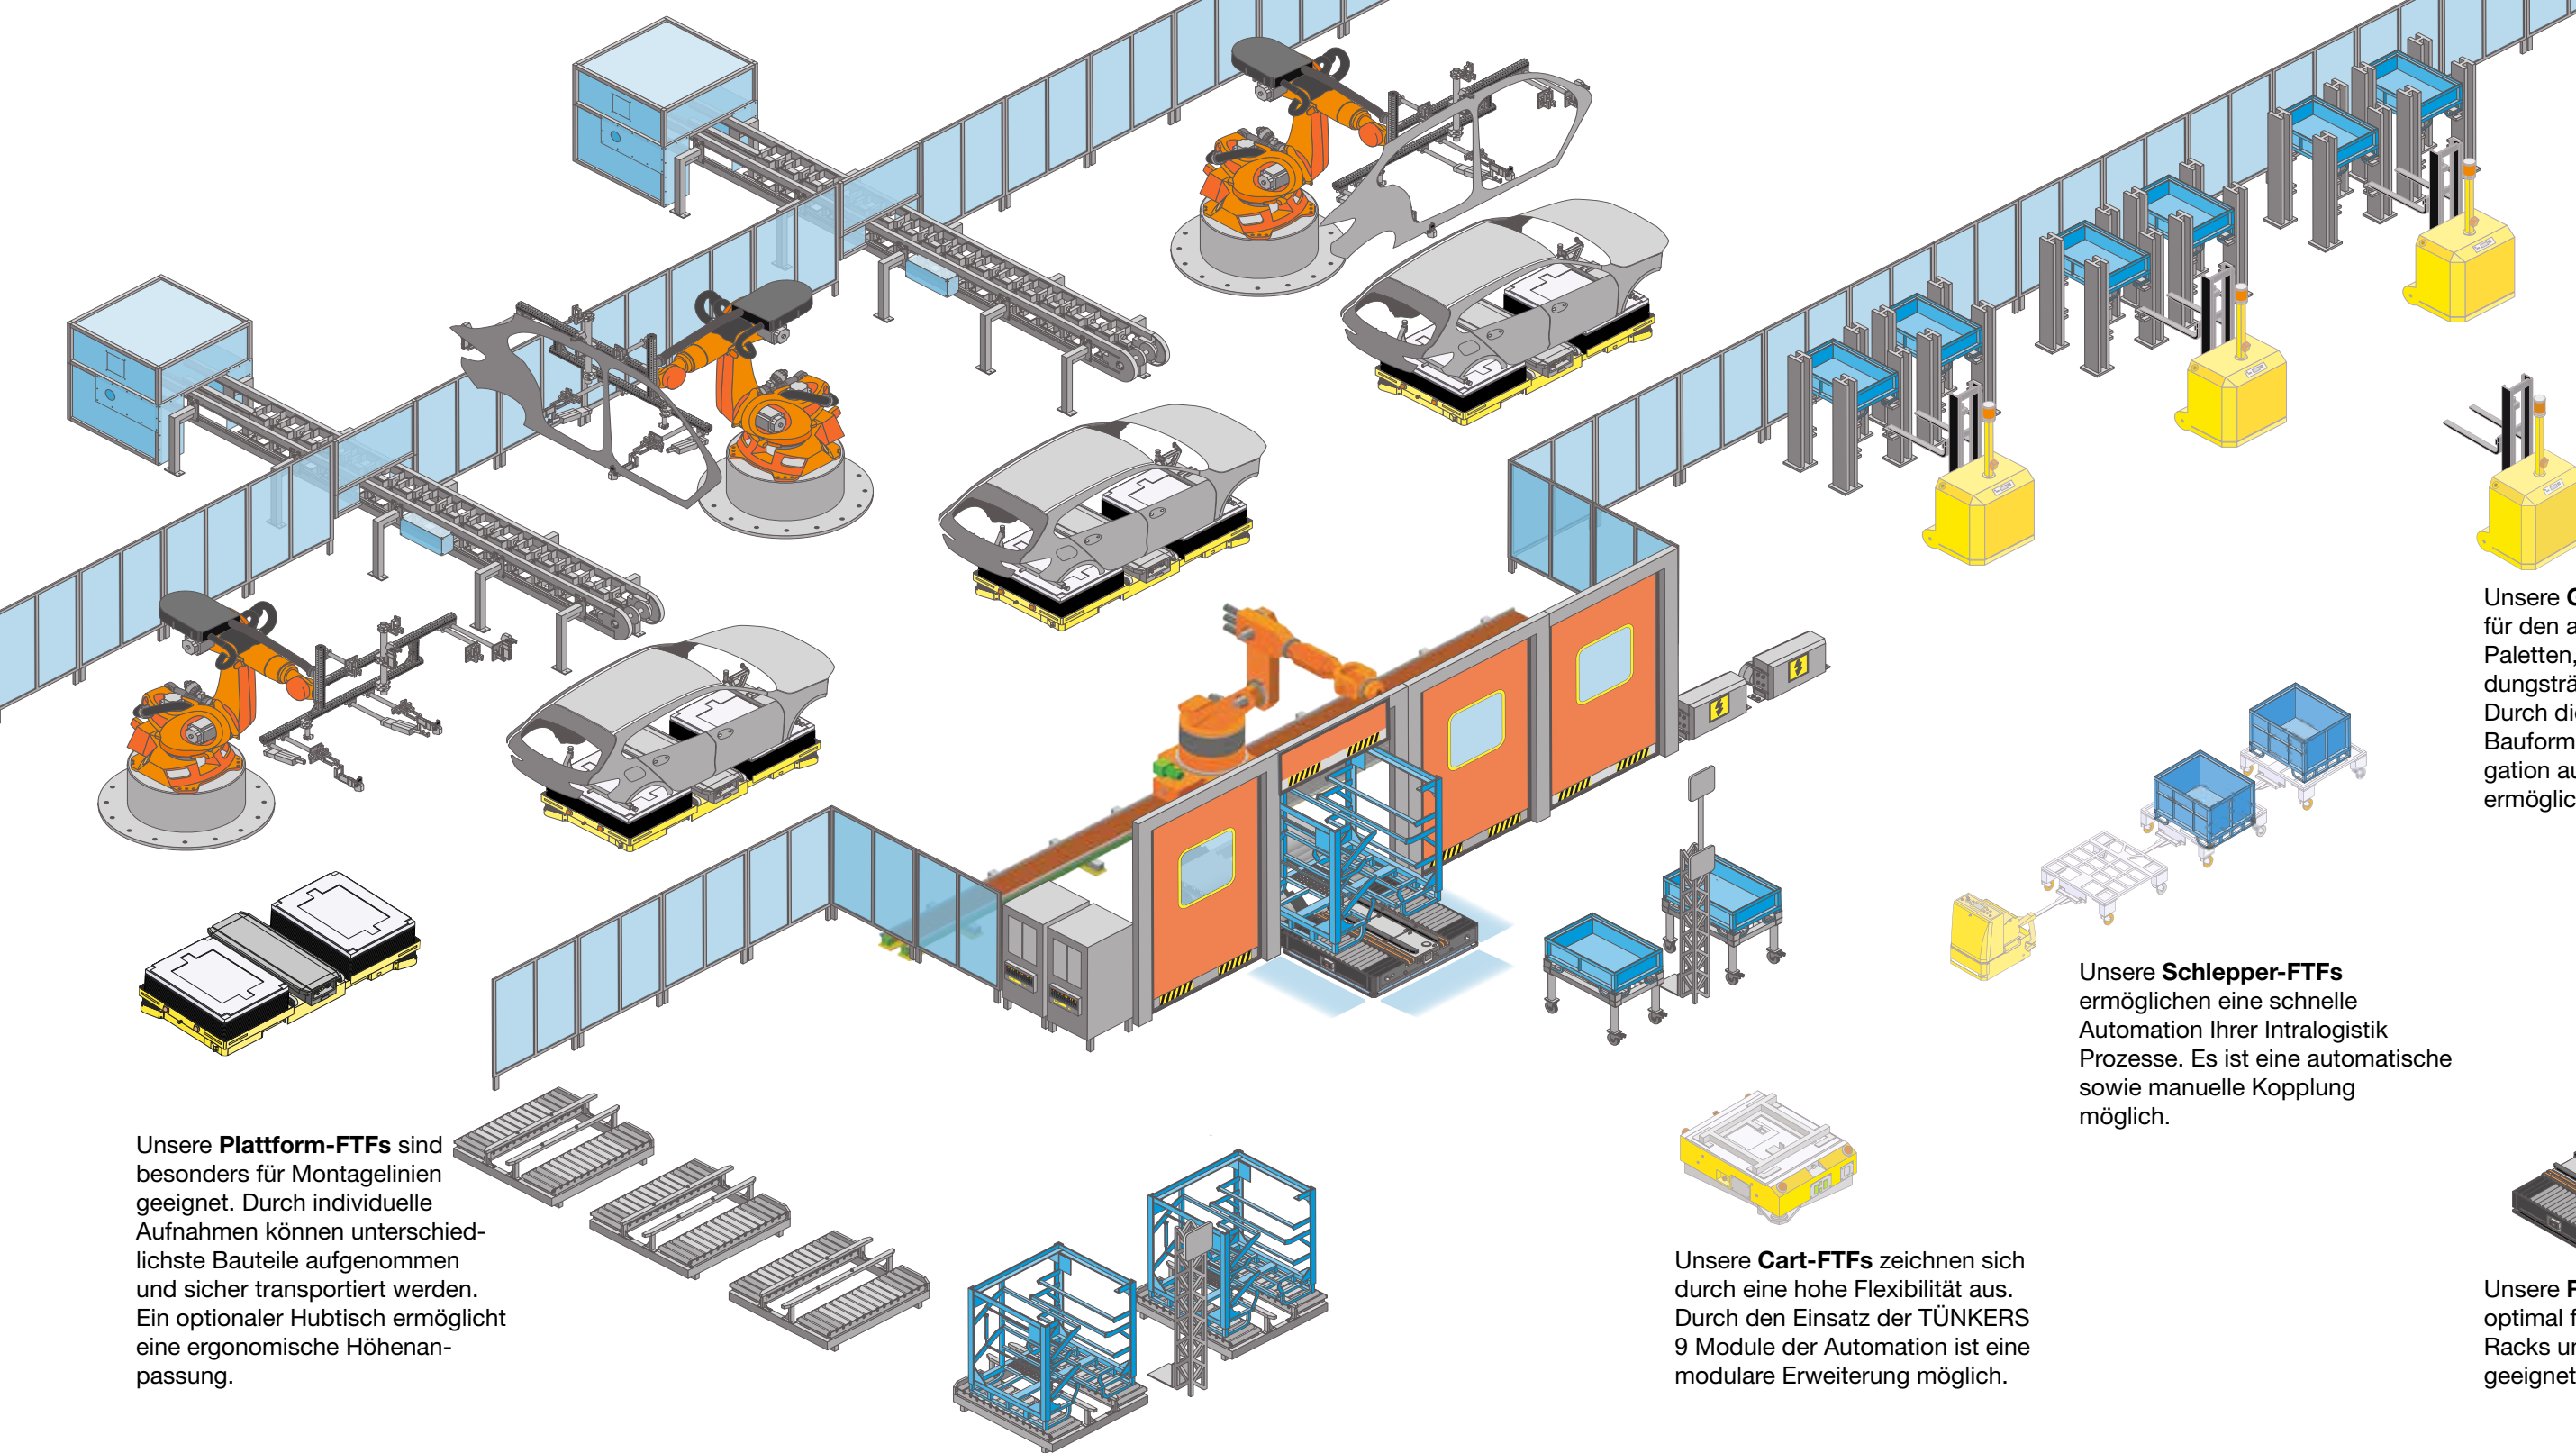 Unsere Plattform-FTFs sind
besonders für Montagelinien
geeignet. Durch individuelle
Aufnahmen können unterschied-
lichste Bauteile aufgenommen
und sicher transportiert werden.
Ein optionaler Hubtisch ermöglicht
eine ergonomische Höhenan-
passung.
Unsere Cart-FTFs zeichnen sich
durch eine hohe Flexibilität aus.
Durch den Einsatz der TÜNKERS
9 Module der Automation ist eine
modulare Erweiterung möglich.
Unsere Schlepper-FTFs
ermöglichen eine schnelle
Automation Ihrer Intralogistik
Prozesse. Es ist eine automatische
sowie manuelle Kopplung
möglich.
Unsere
für den
Paletten,
Durch
Bauform
Unsere
optimal
Racks
geeignet